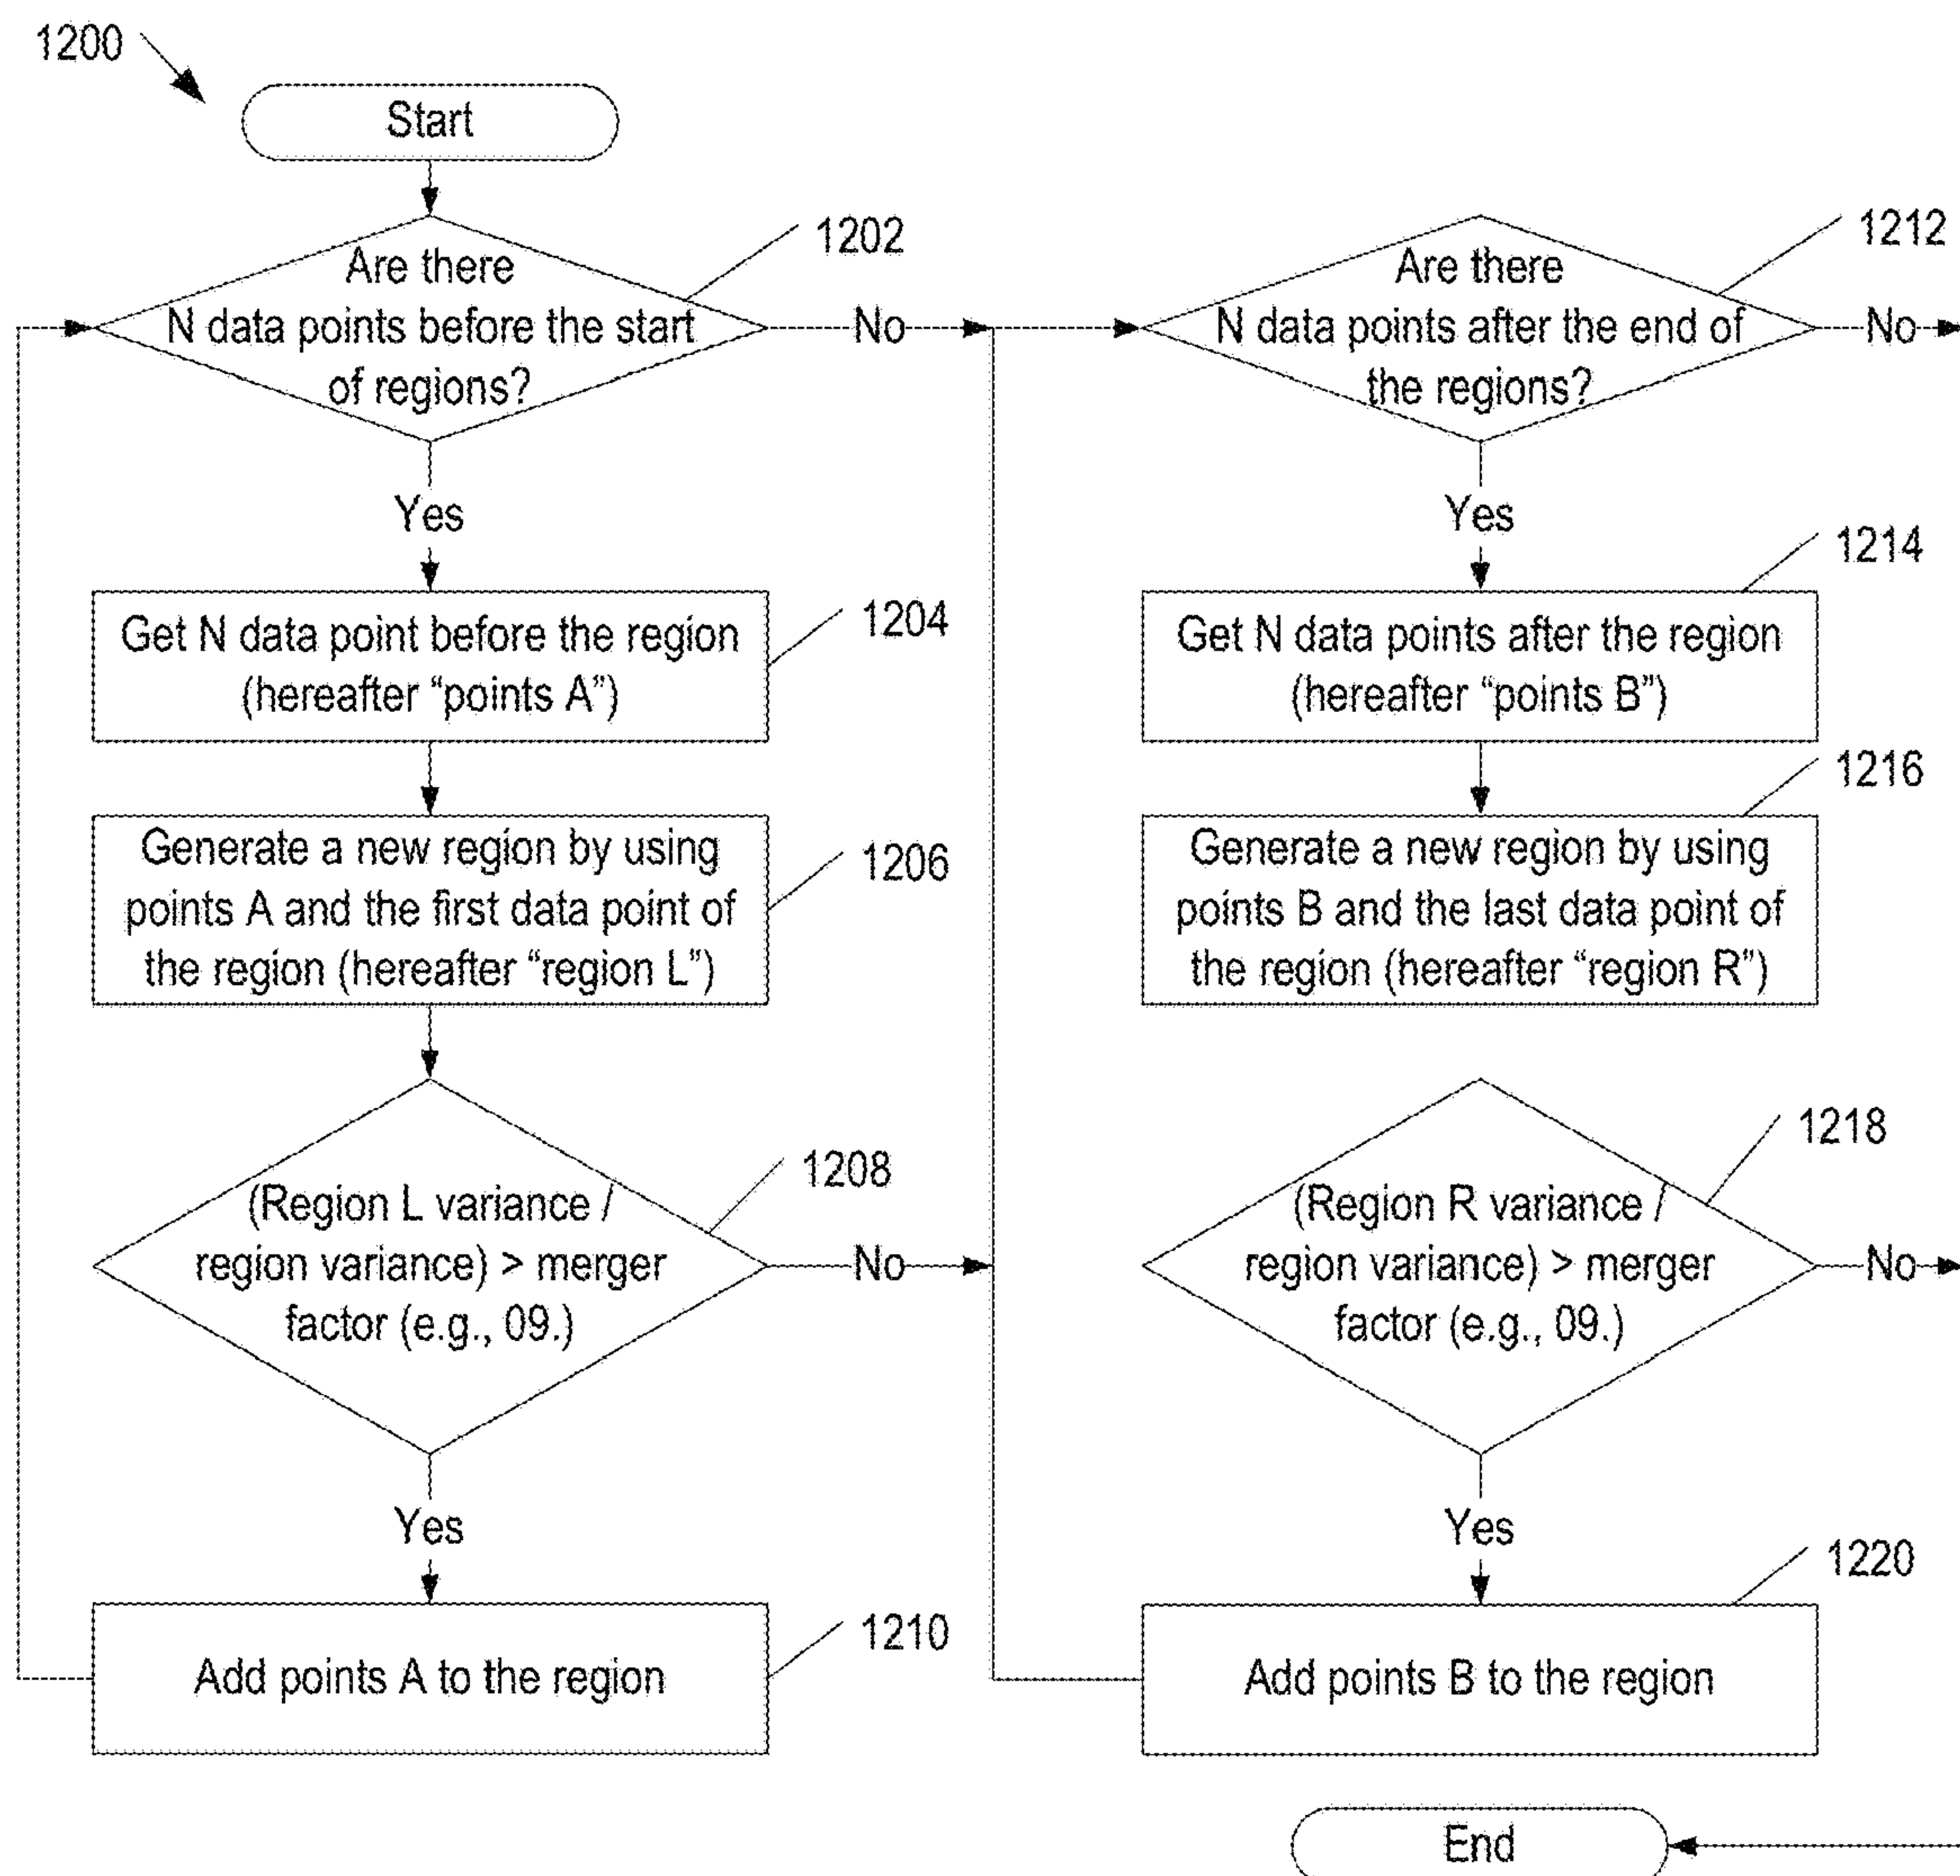 1200
Start
1202
Are there
N data points before the start
of regions?
No
Yes
1204
Get N data point before the region
(hereafter “points A”)
1206
Generate a new region by using
points A and the first data point of
the region (hereafter “region L”)
1208
(Region L variance /
region variance) > merger
factor (e.g., 09.)
No
Yes
1210
Add points A to the region
1212
Are there
N data points after the end of
the regions?
No
Yes
1214
Get N data points after the region
(hereafter “points B”)
1216
Generate a new region by using
points B and the last data point of
the region (hereafter “region R”)
1218
(Region R variance /
region variance) > merger
factor (e.g., 09.)
No
Yes
1220
Add points B to the region
End